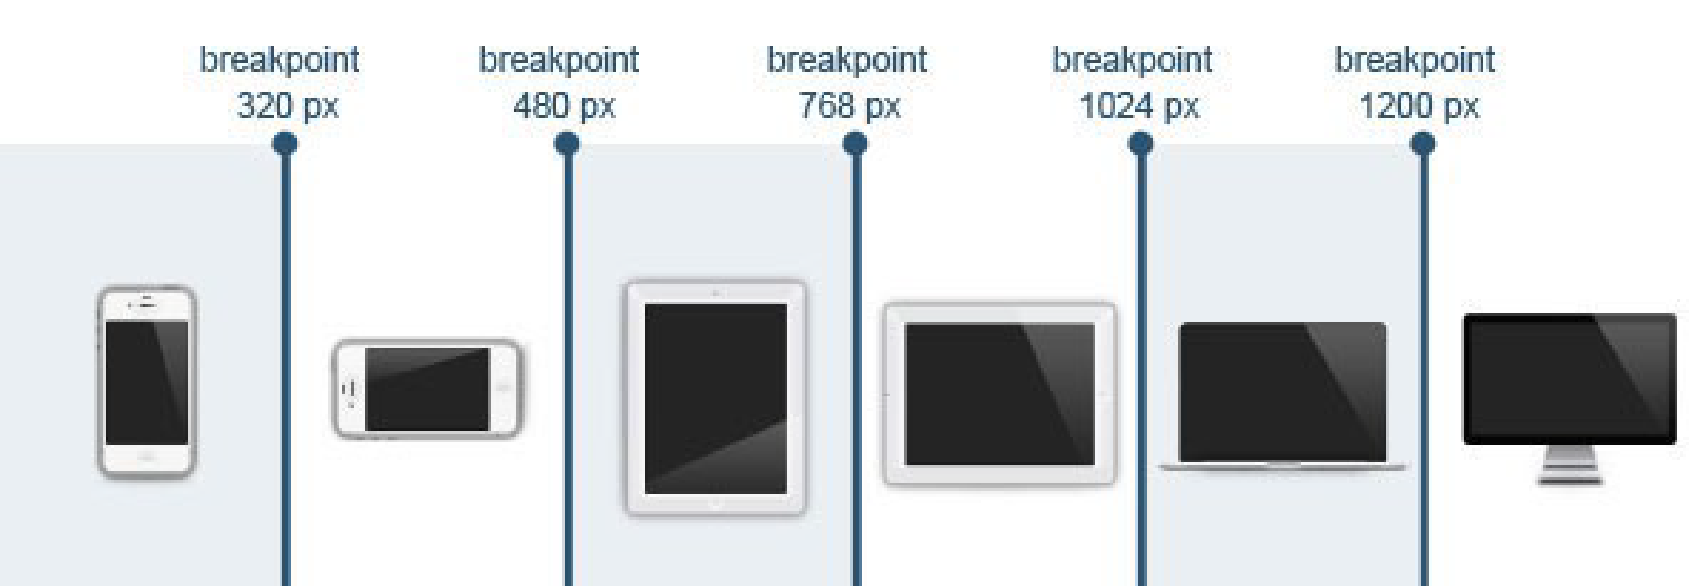 breakpoint
320 px
breakpoint
480 px
breakpoint
768 px
breakpoint
1024 px
breakpoint
1200 px